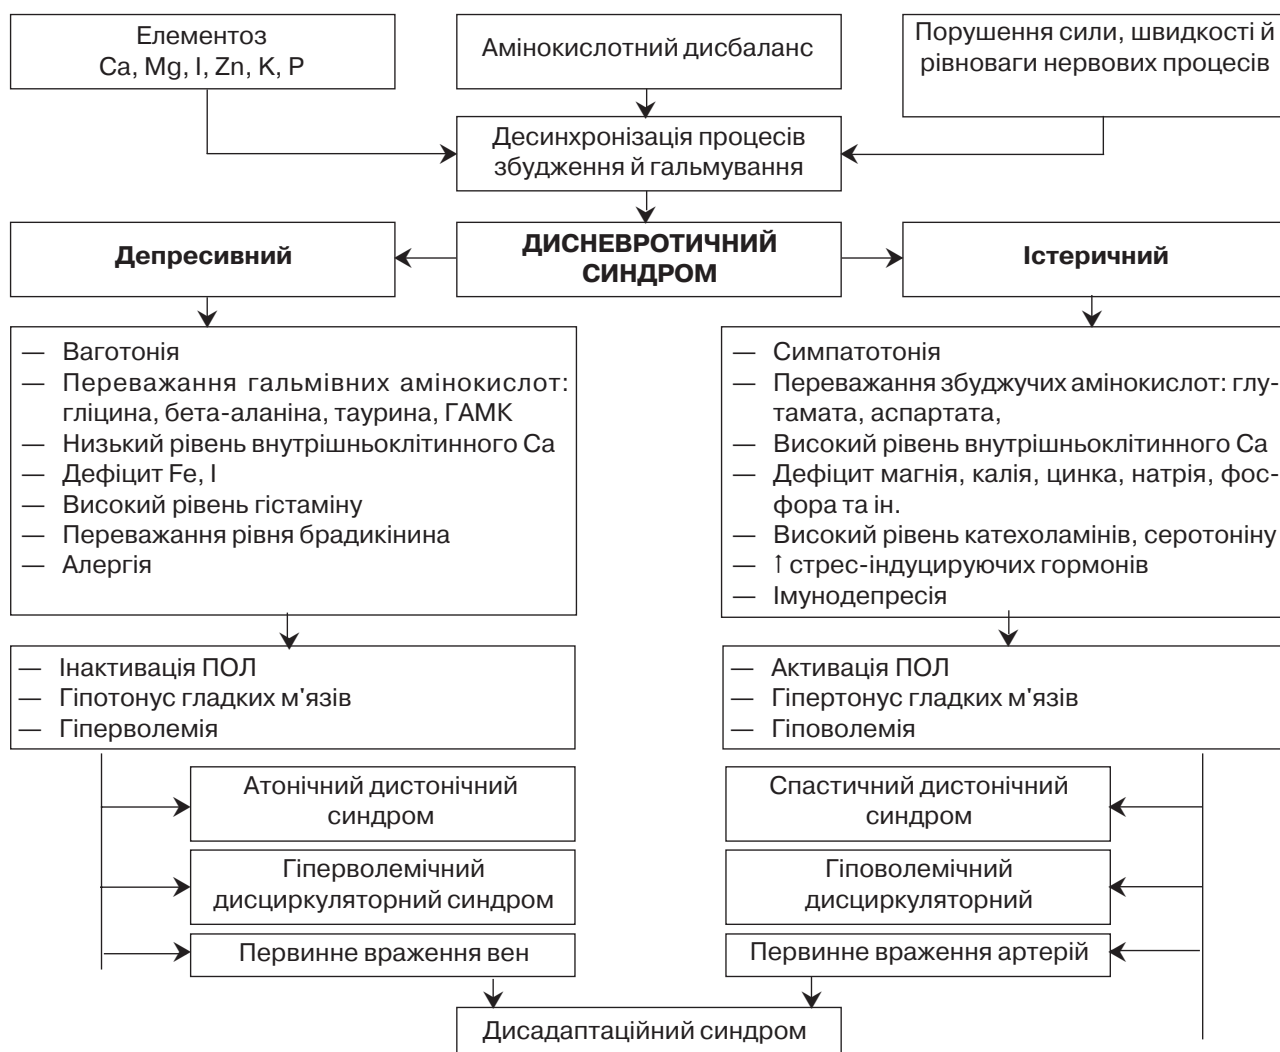 Елементоз
Ca, Mg, I, Zn, K, P
Амінокислотний дисбаланс
Порушення сили, швидкості й
рівноваги нервових процесів
Десинхронізація процесів
збудження й гальмування
Депресивний
ДИСНЕВРОТИЧНИЙ
СИНДРОМ
Істеричний
— Ваготонія
— Переважання гальмівних амінокислот:
гліцина, бета-аланіна, таурина, ГАМК
— Низький рівень внутрішньоклітинного Ca
— Дефіцит Fe, I
— Високий рівень гістаміну
— Переважання рівня брадикініна
— Алергія
— Симпатотонія
— Переважання збуджучих амінокислот: глу-
тамата, аспартата,
— Високий рівень внутрішньоклітинного Ca
— Дефіцит магнія, калія, цинка, натрія, фос-
фора та ін.
— Високий рівень катехоламінів, серотоніну
— ↑ стрес-індуцируючих гормонів
— Імунодепресія
— Інактивація ПОЛ
— Гіпотонус гладких м'язів
— Гіперволемія
— Активація ПОЛ
— Гіпертонус гладких м'язів
— Гіповолемія
Атонічний дистонічний
синдром
Спастичний дистонічний
синдром
Гіперволемічний
дисциркуляторний синдром
Гіповолемічний
дисциркуляторний
Первинне враження вен
Первинне враження артерій
Дисадаптаційний синдром